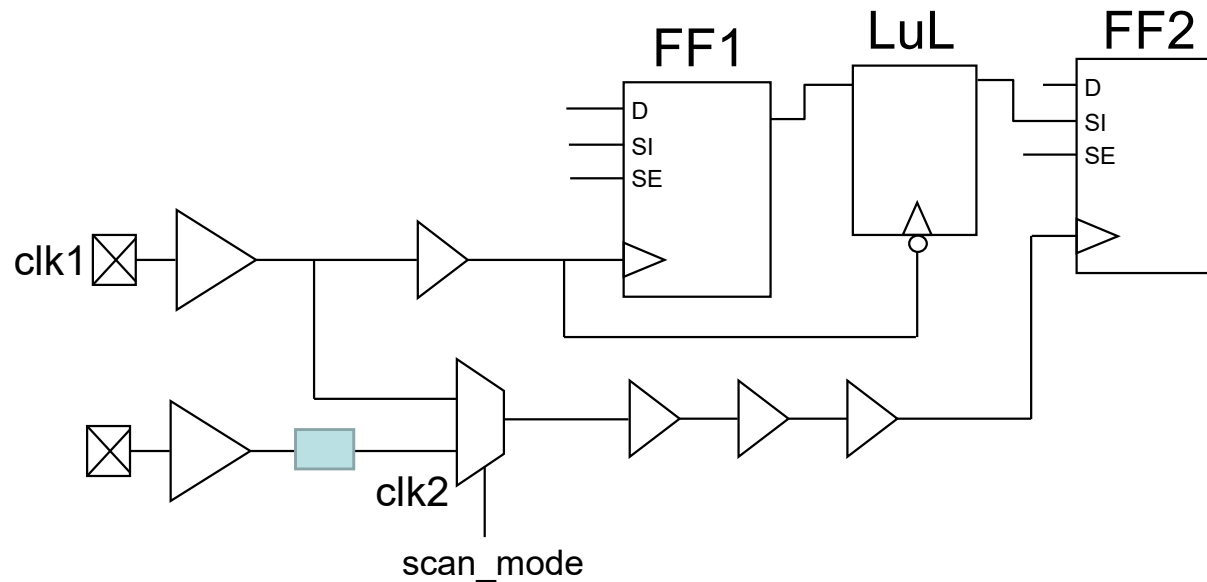 FF1
LuL
FF2
D
SI
SE
D
SI
SE
clk1
clk2
scan_mode